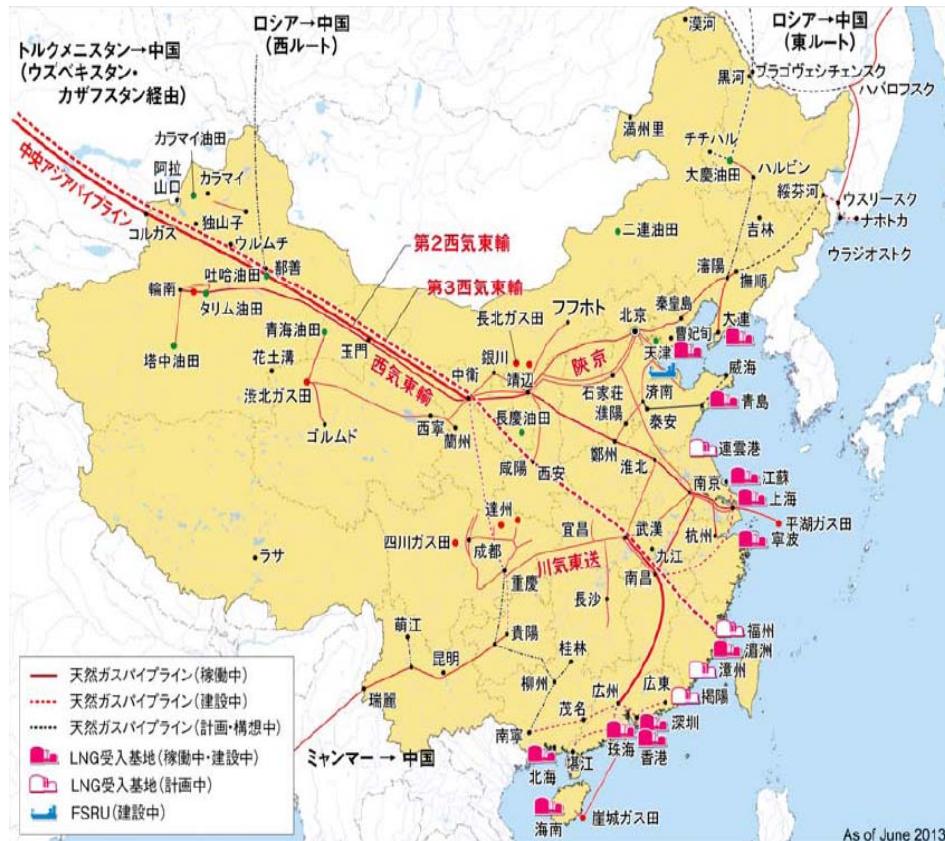 ロシア→中国
(西ルート)
ロシア→中国
(東ルート)
トルクメニスタン→中国
(ウズベキスタン・
カザフスタン経由)
漠河
黒河
ブラゴヴェシチェンスク
ハバロフスク
満州里
チチハル
大慶油田
ハルビン
綏芬河
ウスリースク
ナホトカ
ウラジオストク
吉林
二連油田
瀋陽
撫順
カラマイ油田
阿拉
山口
カラマイ
独山子
ウルムチ
コルガス
中央アジアパイプライン
鄯善
吐哈油田
輪南
タリム油田
塔中油田
第2西気東輸
第3西気東輸
西気東輸
青海油田
花土溝
玉門
渋北ガス田
ゴルムド
西寧
蘭州
中衛
銀川
長北ガス田
フフホト
靖辺
陝京
長慶油田
北京
秦皇島
曹妃旬
天津
大連
威海
青島
石家荘
済南
濮陽
泰安
鄭州
淮北
連雲港
咸陽
西安
南京
江蘇
上海
平湖ガス田
杭州
寧波
達州
四川ガス田
成都
宜昌
武漢
九江
川気東送
南昌
重慶
長沙
ラサ
萌江
昆明
貴陽
瑞麗
桂林
柳州
南寧
茂名
広州
広東
福州
湄洲
漳州
掲陽
深圳
香港
珠海
湛江
北海
海南
崖城ガス田
ミャンマー → 中国
天然ガスパイプライン(稼働中)
天然ガスパイプライン(建設中)
天然ガスパイプライン(計画・構想中)
LNG受入基地(稼働中・建設中)
LNG受入基地(計画中)
FSRU(建設中)
As of June 2013